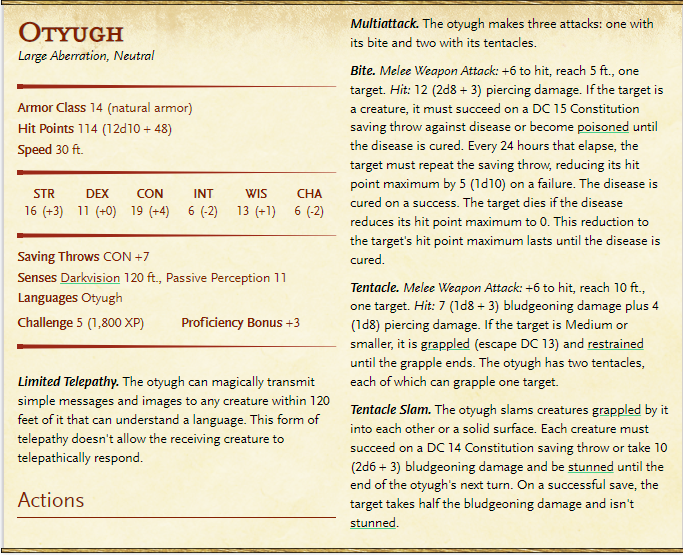 OTYUGH
Large Aberration, Neutral
Armor Class 14 (natural armor)
Hit Points 114 (12d10 + 48)
Speed 30 ft.
STR DEX CON INT WIS CHA
16 (+3) 11 (+0) 19 (+4) 6 (-2) 13 (+1) 6 (-2)
Saving Throws CON +7
Senses Darkvision 120 ft., Passive Perception 11
Languages Otyugh
Challenge 5 (1,800 XP) Proficiency Bonus +3
Limited Telepathy. The otyugh can magically transmit
simple messages and images to any creature within 120
feet of it that can understand a language. This form of
telepathy doesn't allow the receiving creature to
telepathically respond.
Actions
Multiattack. The otyugh makes three attacks: one with
its bite and two with its tentacles.
Bite. Melee Weapon Attack: +6 to hit, reach 5 ft., one
target. Hit: 12 (2d8 + 3) piercing damage. If the target is
a creature, it must succeed on a DC 15 Constitution
saving throw against disease or become poisoned until
the disease is cured. Every 24 hours that elapse, the
target must repeat the saving throw, reducing its hit
point maximum by 5 (1d10) on a failure. The disease is
cured on a success. The target dies if the disease
reduces its hit point maximum to 0. This reduction to
the target's hit point maximum lasts until the disease is
cured.
Tentacle. Melee Weapon Attack: +6 to hit, reach 10 ft.,
one target. Hit: 7 (1d8 + 3) bludgeoning damage plus 4
(1d8) piercing damage. If the target is Medium or
smaller, it is grappled (escape DC 13) and restrained
until the grapple ends. The otyugh has two tentacles,
each of which can grapple one target.
Tentacle Slam. The otyugh slams creatures grappled by it
into each other or a solid surface. Each creature must
succeed on a DC 14 Constitution saving throw or take 10
(2d6 + 3) bludgeoning damage and be stunned until the
end of the otyugh's next turn. On a successful save, the
target takes half the bludgeoning damage and isn't
stunned.